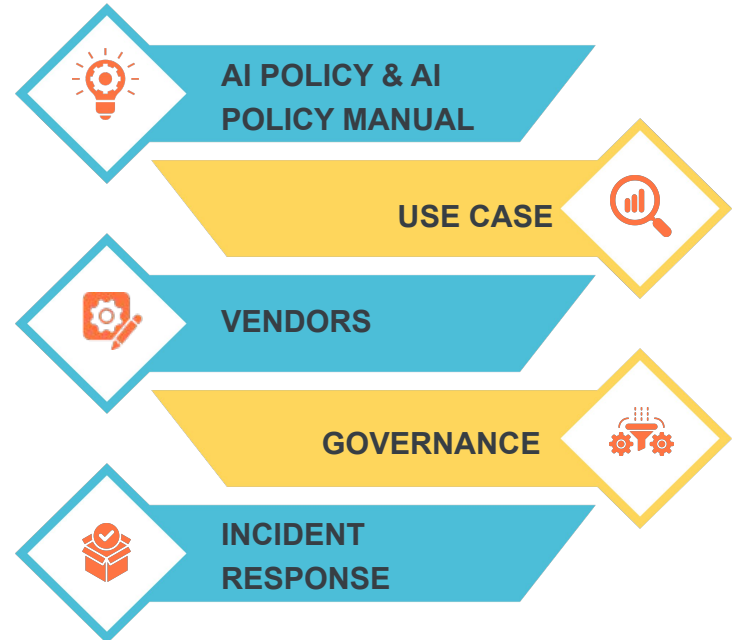 AI POLICY & AI
POLICY MANUAL
USE CASE
VENDORS
GOVERNANCE
INCIDENT
RESPONSE